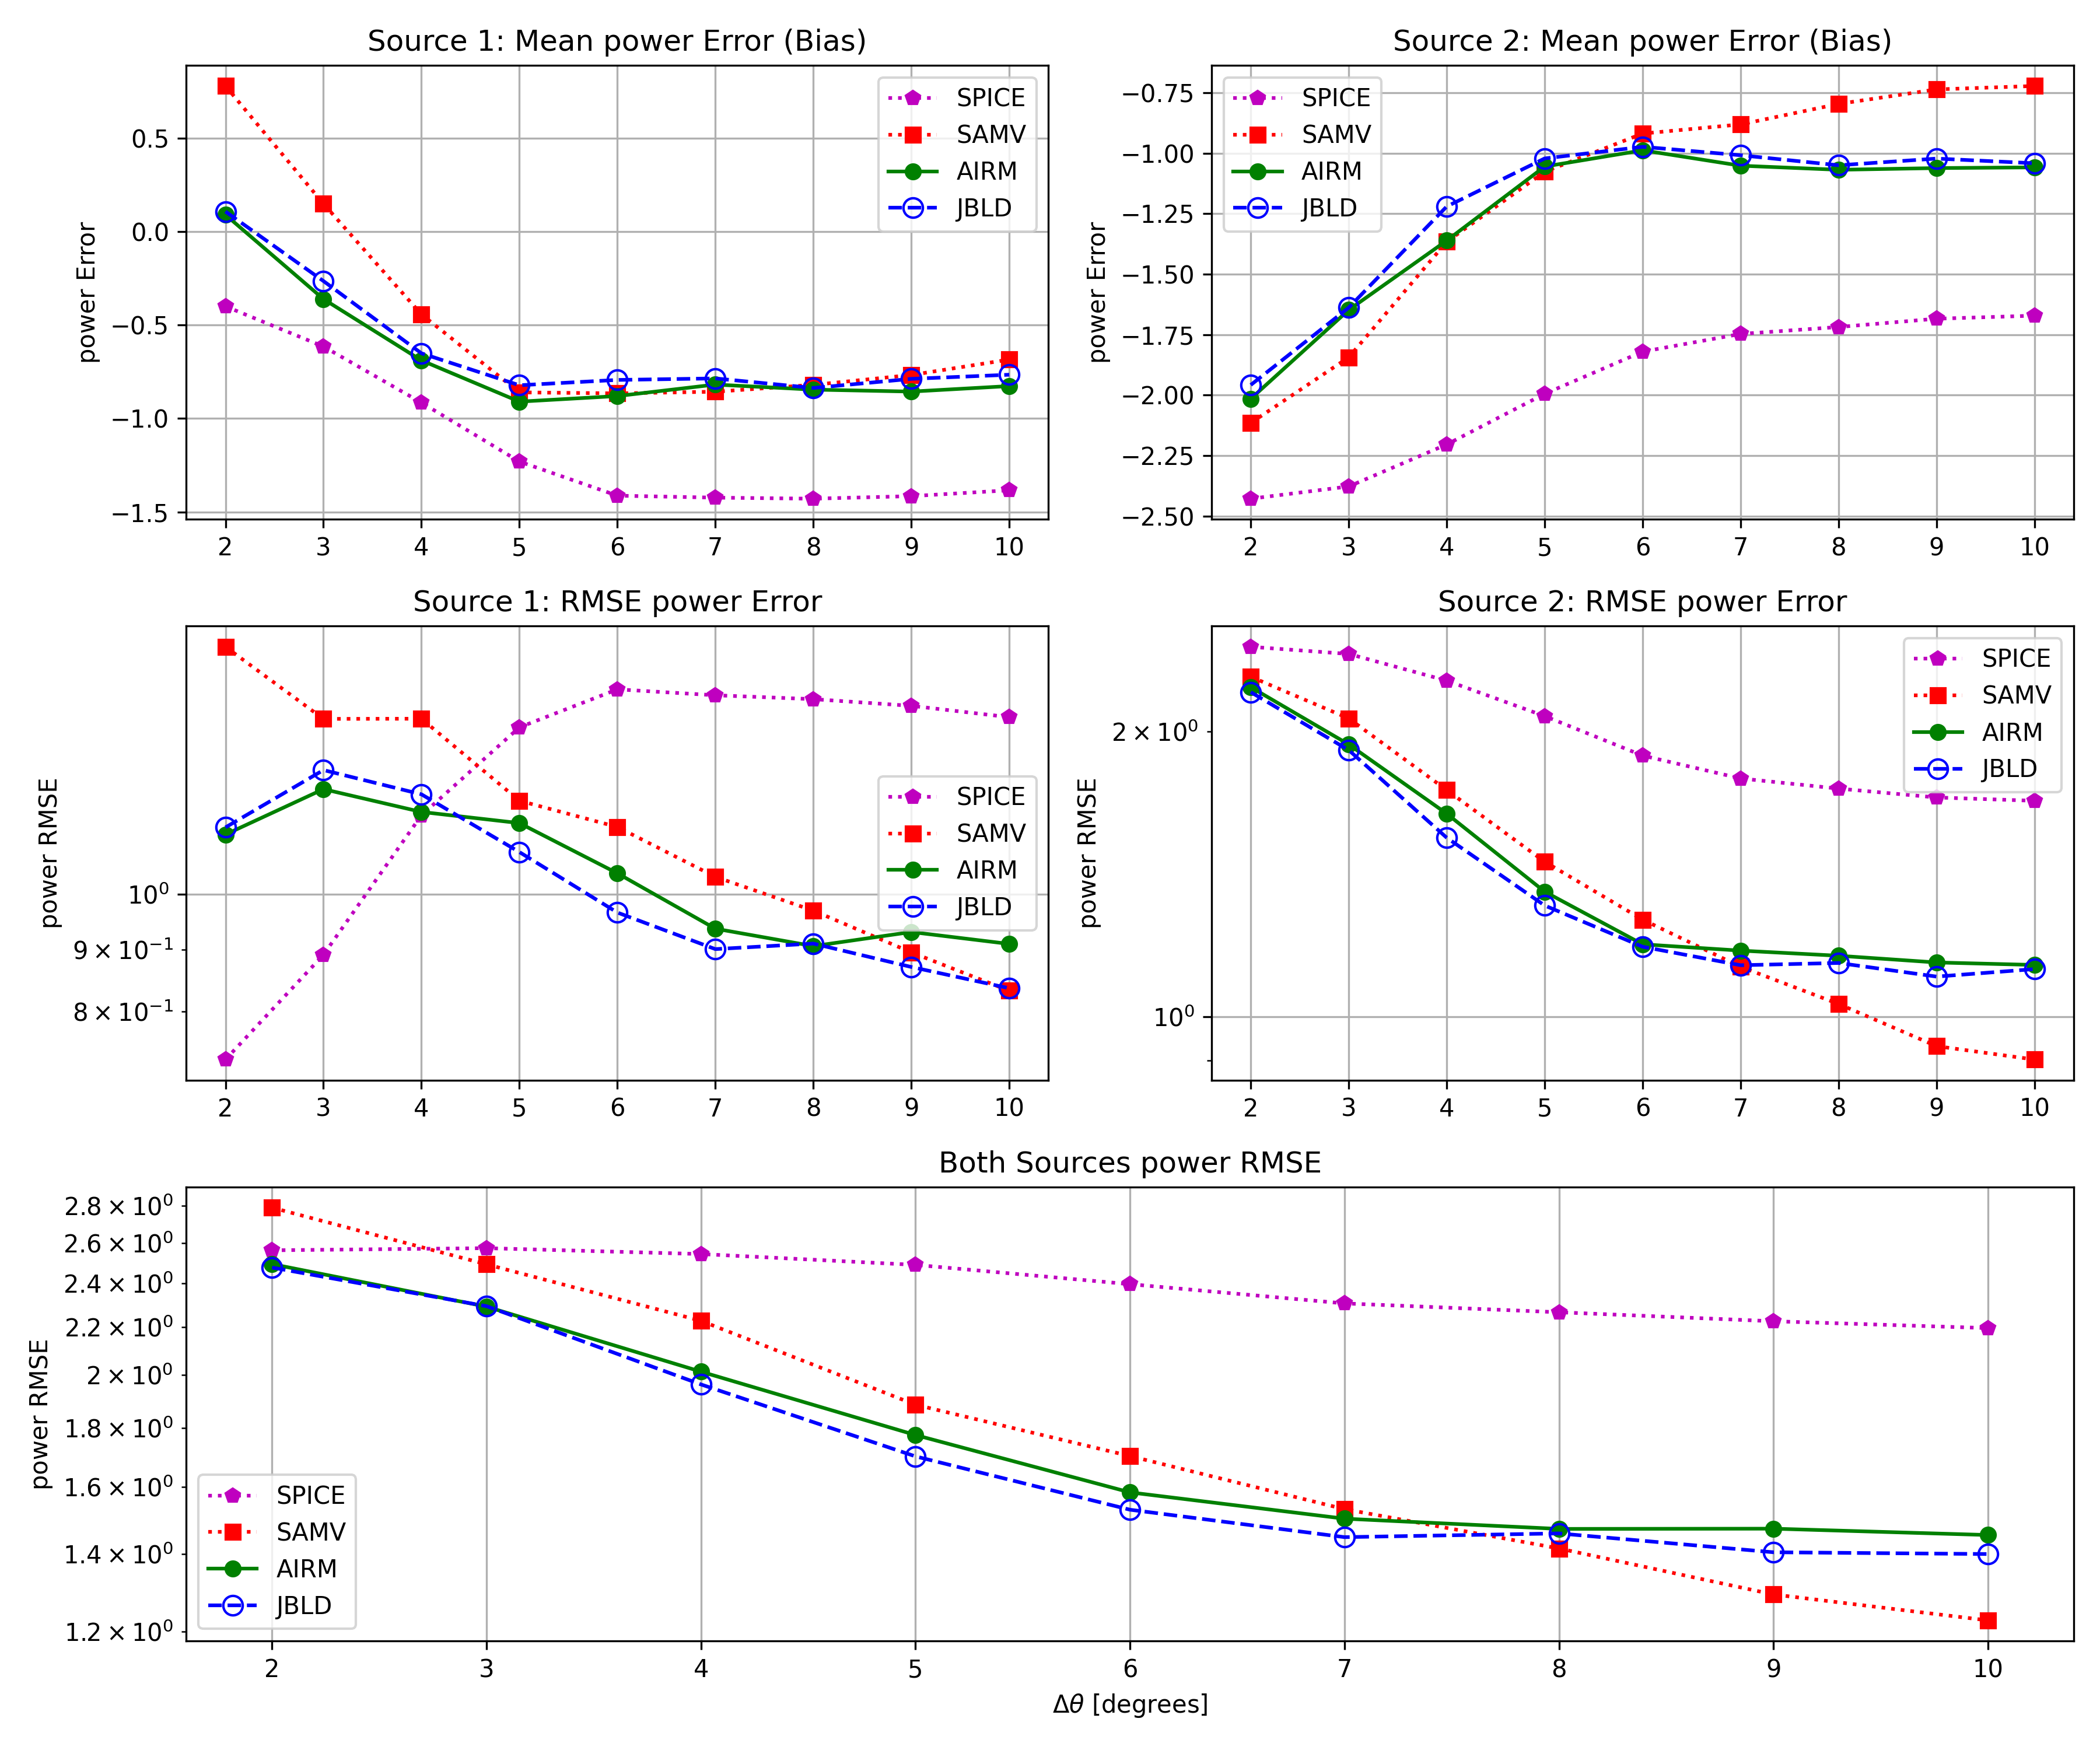 Source 1: Mean power Error (Bias)
power Error
0.5
0.0
−0.5
−1.0
−1.5
2 3 4 5 6 7 8 9 10
SPICE
SAMV
AIRM
JBLD
Source 2: Mean power Error (Bias)
power Error
−0.75
−1.00
−1.25
−1.50
−1.75
−2.00
−2.25
−2.50
2 3 4 5 6 7 8 9 10
SPICE
SAMV
AIRM
JBLD
Source 1: RMSE power Error
power RMSE
10⁰
9 × 10⁻¹
8 × 10⁻¹
2 3 4 5 6 7 8 9 10
SPICE
SAMV
AIRM
JBLD
Source 2: RMSE power Error
power RMSE
2 × 10⁰
10⁰
2 3 4 5 6 7 8 9 10
SPICE
SAMV
AIRM
JBLD
Both Sources power RMSE
power RMSE
2.8 × 10⁰
2.6 × 10⁰
2.4 × 10⁰
2.2 × 10⁰
2 × 10⁰
1.8 × 10⁰
1.6 × 10⁰
1.4 × 10⁰
1.2 × 10⁰
SPICE
SAMV
AIRM
JBLD
2 3 4 5 6 7 8 9 10
Δθ [degrees]